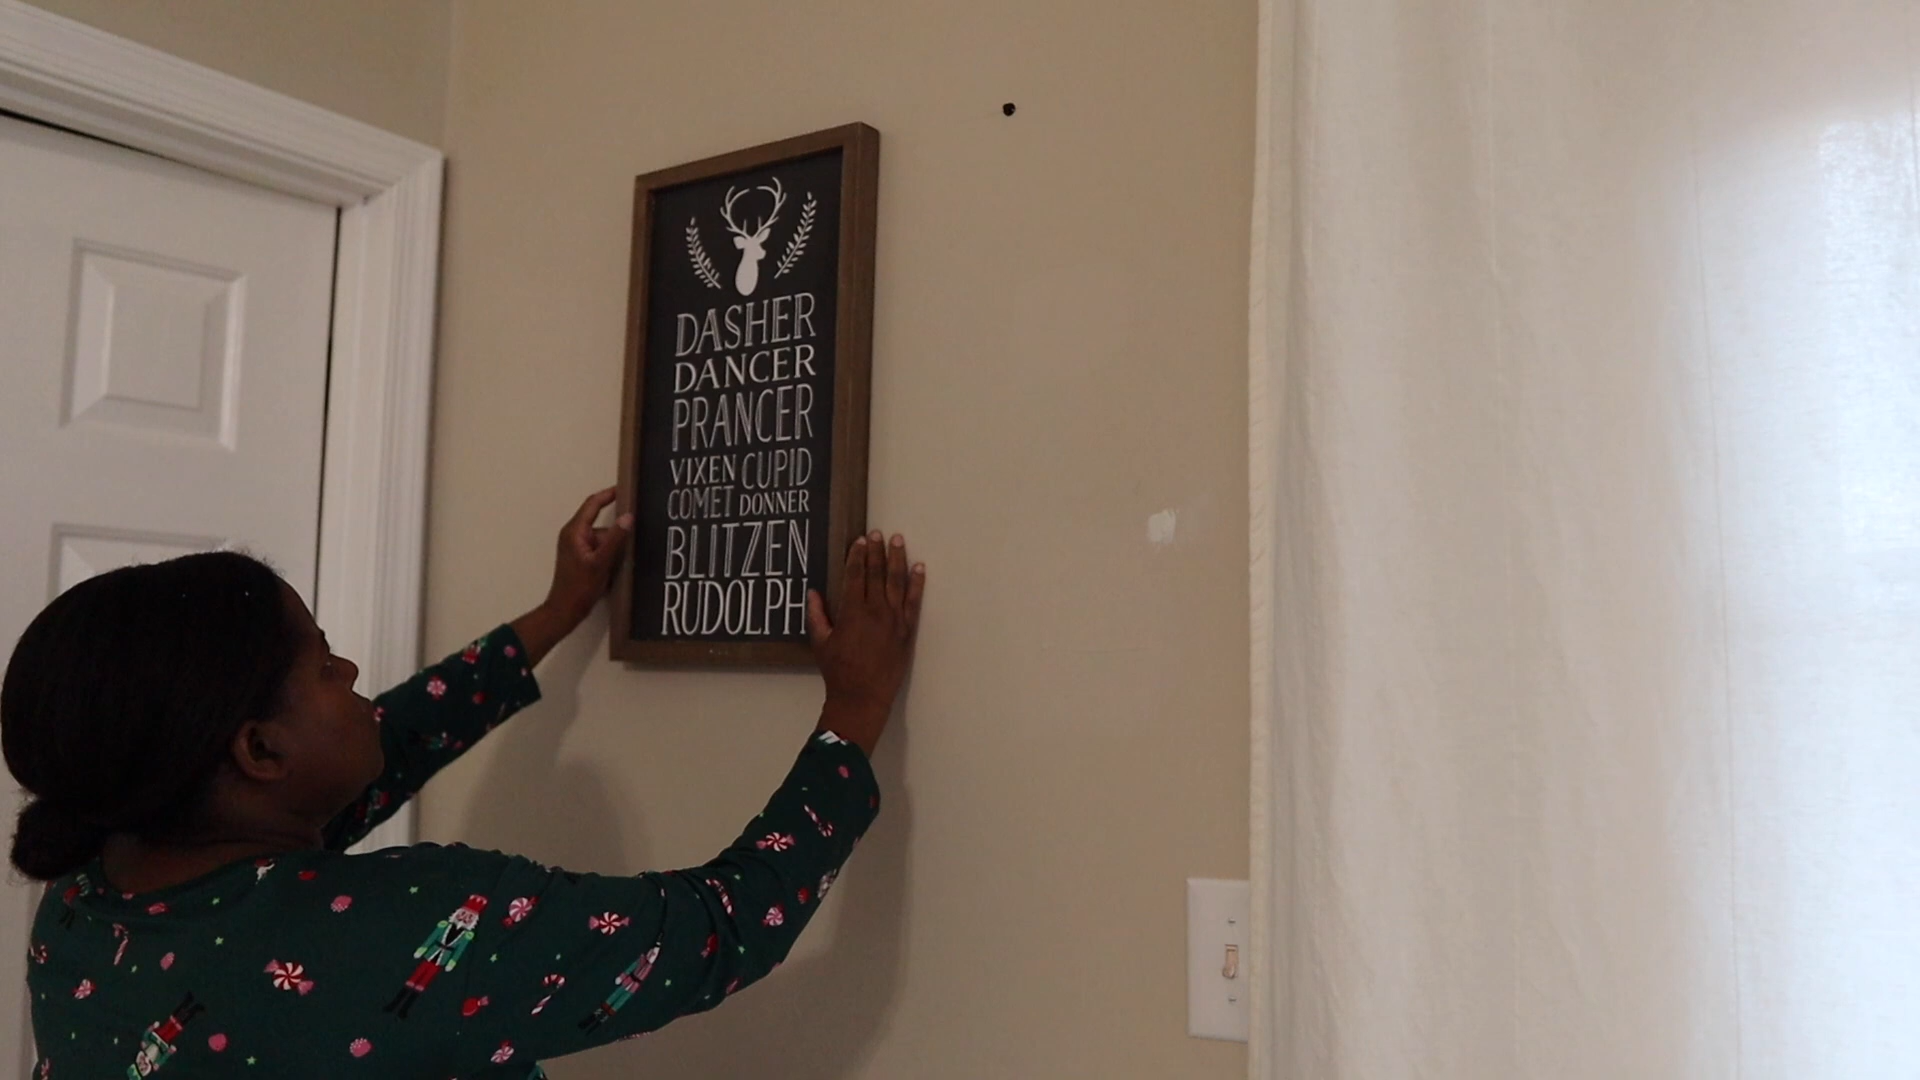 DASHER
DANCER
PRANCER
VIXEN CUPID
COMET DONNER
BLITZEN
RUDOLPH